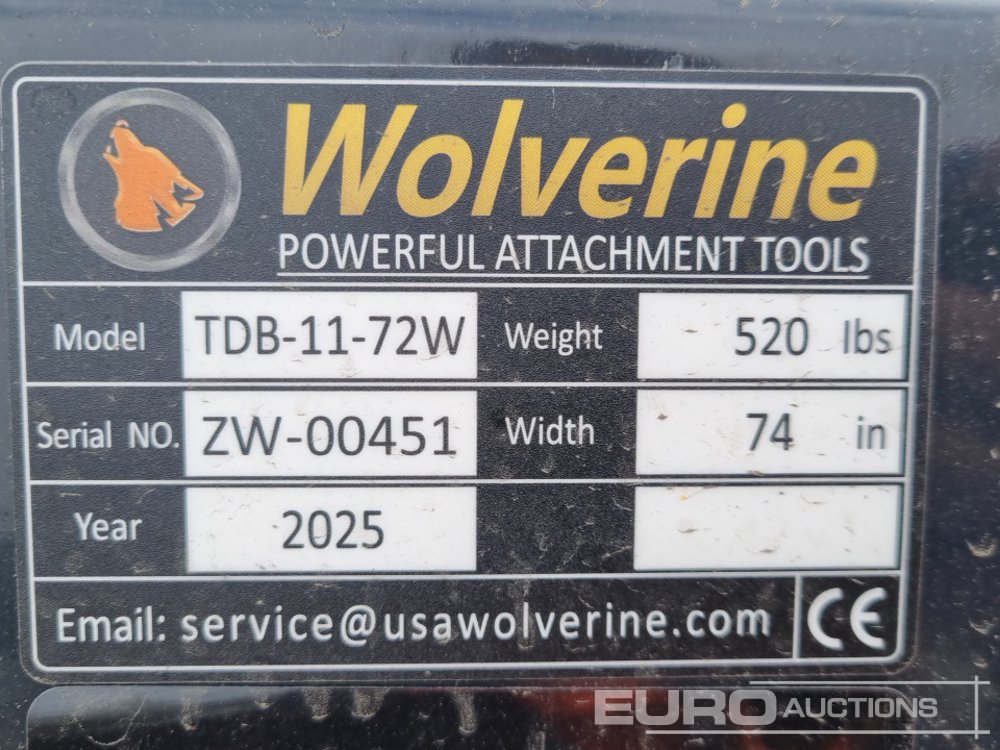 Wolverine
POWERFUL ATTACHMENT TOOLS
Model TDB-11-72W Weight 520 lbs
Serial NO. ZW-00451 Width 74 in
Year 2025
Email: service@usawolverine.com CE
EURO AUCTIONS